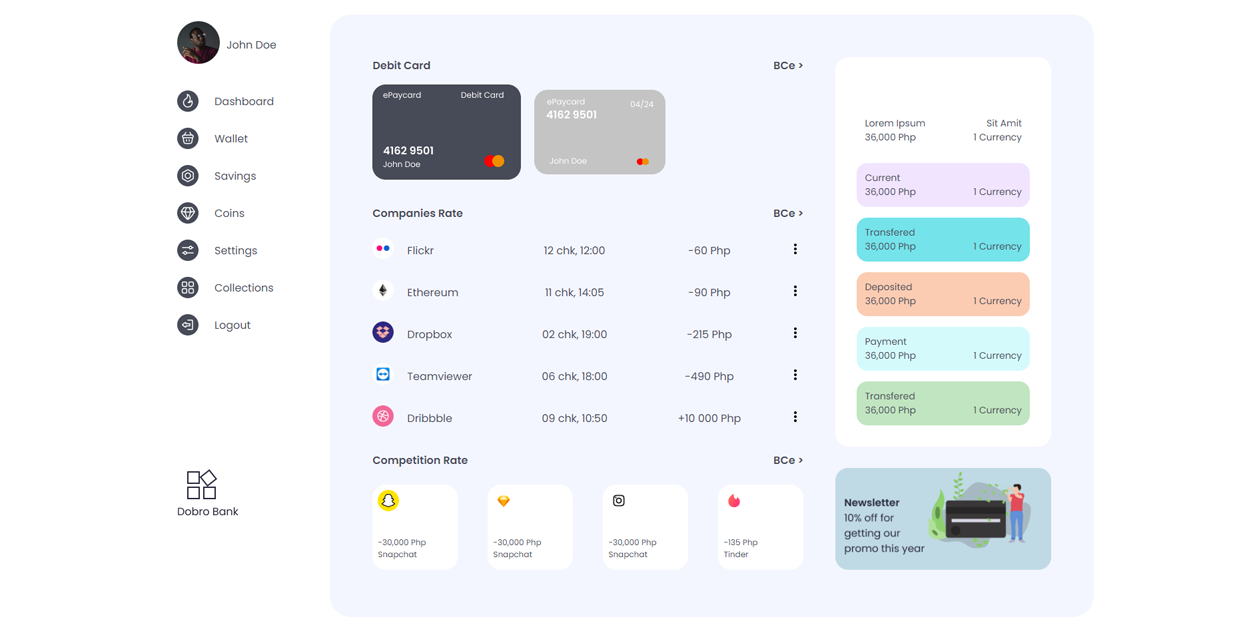 John Doe
Dashboard
Wallet
Savings
Coins
Settings
Collections
Logout
Dobro Bank
Debit Card BCe >
ePaycard Debit Card
4162 9501
John Doe
ePaycard 04/24
4162 9501
John Doe
Companies Rate BCe >
Flickr 12 chk, 12:00 -60 Php
Ethereum 11 chk, 14:05 -90 Php
Dropbox 02 chk, 19:00 -215 Php
Teamviewer 06 chk, 18:00 -490 Php
Dribbble 09 chk, 10:50 +10 000 Php
Competition Rate BCe >
-30,000 Php
Snapchat
-30,000 Php
Snapchat
-30,000 Php
Snapchat
-135 Php
Tinder
Lorem Ipsum Sit Amit
36,000 Php 1 Currency
Current
36,000 Php 1 Currency
Transfered
36,000 Php 1 Currency
Deposited
36,000 Php 1 Currency
Payment
36,000 Php 1 Currency
Transfered
36,000 Php 1 Currency
Newsletter
10% off for
getting our
promo this year